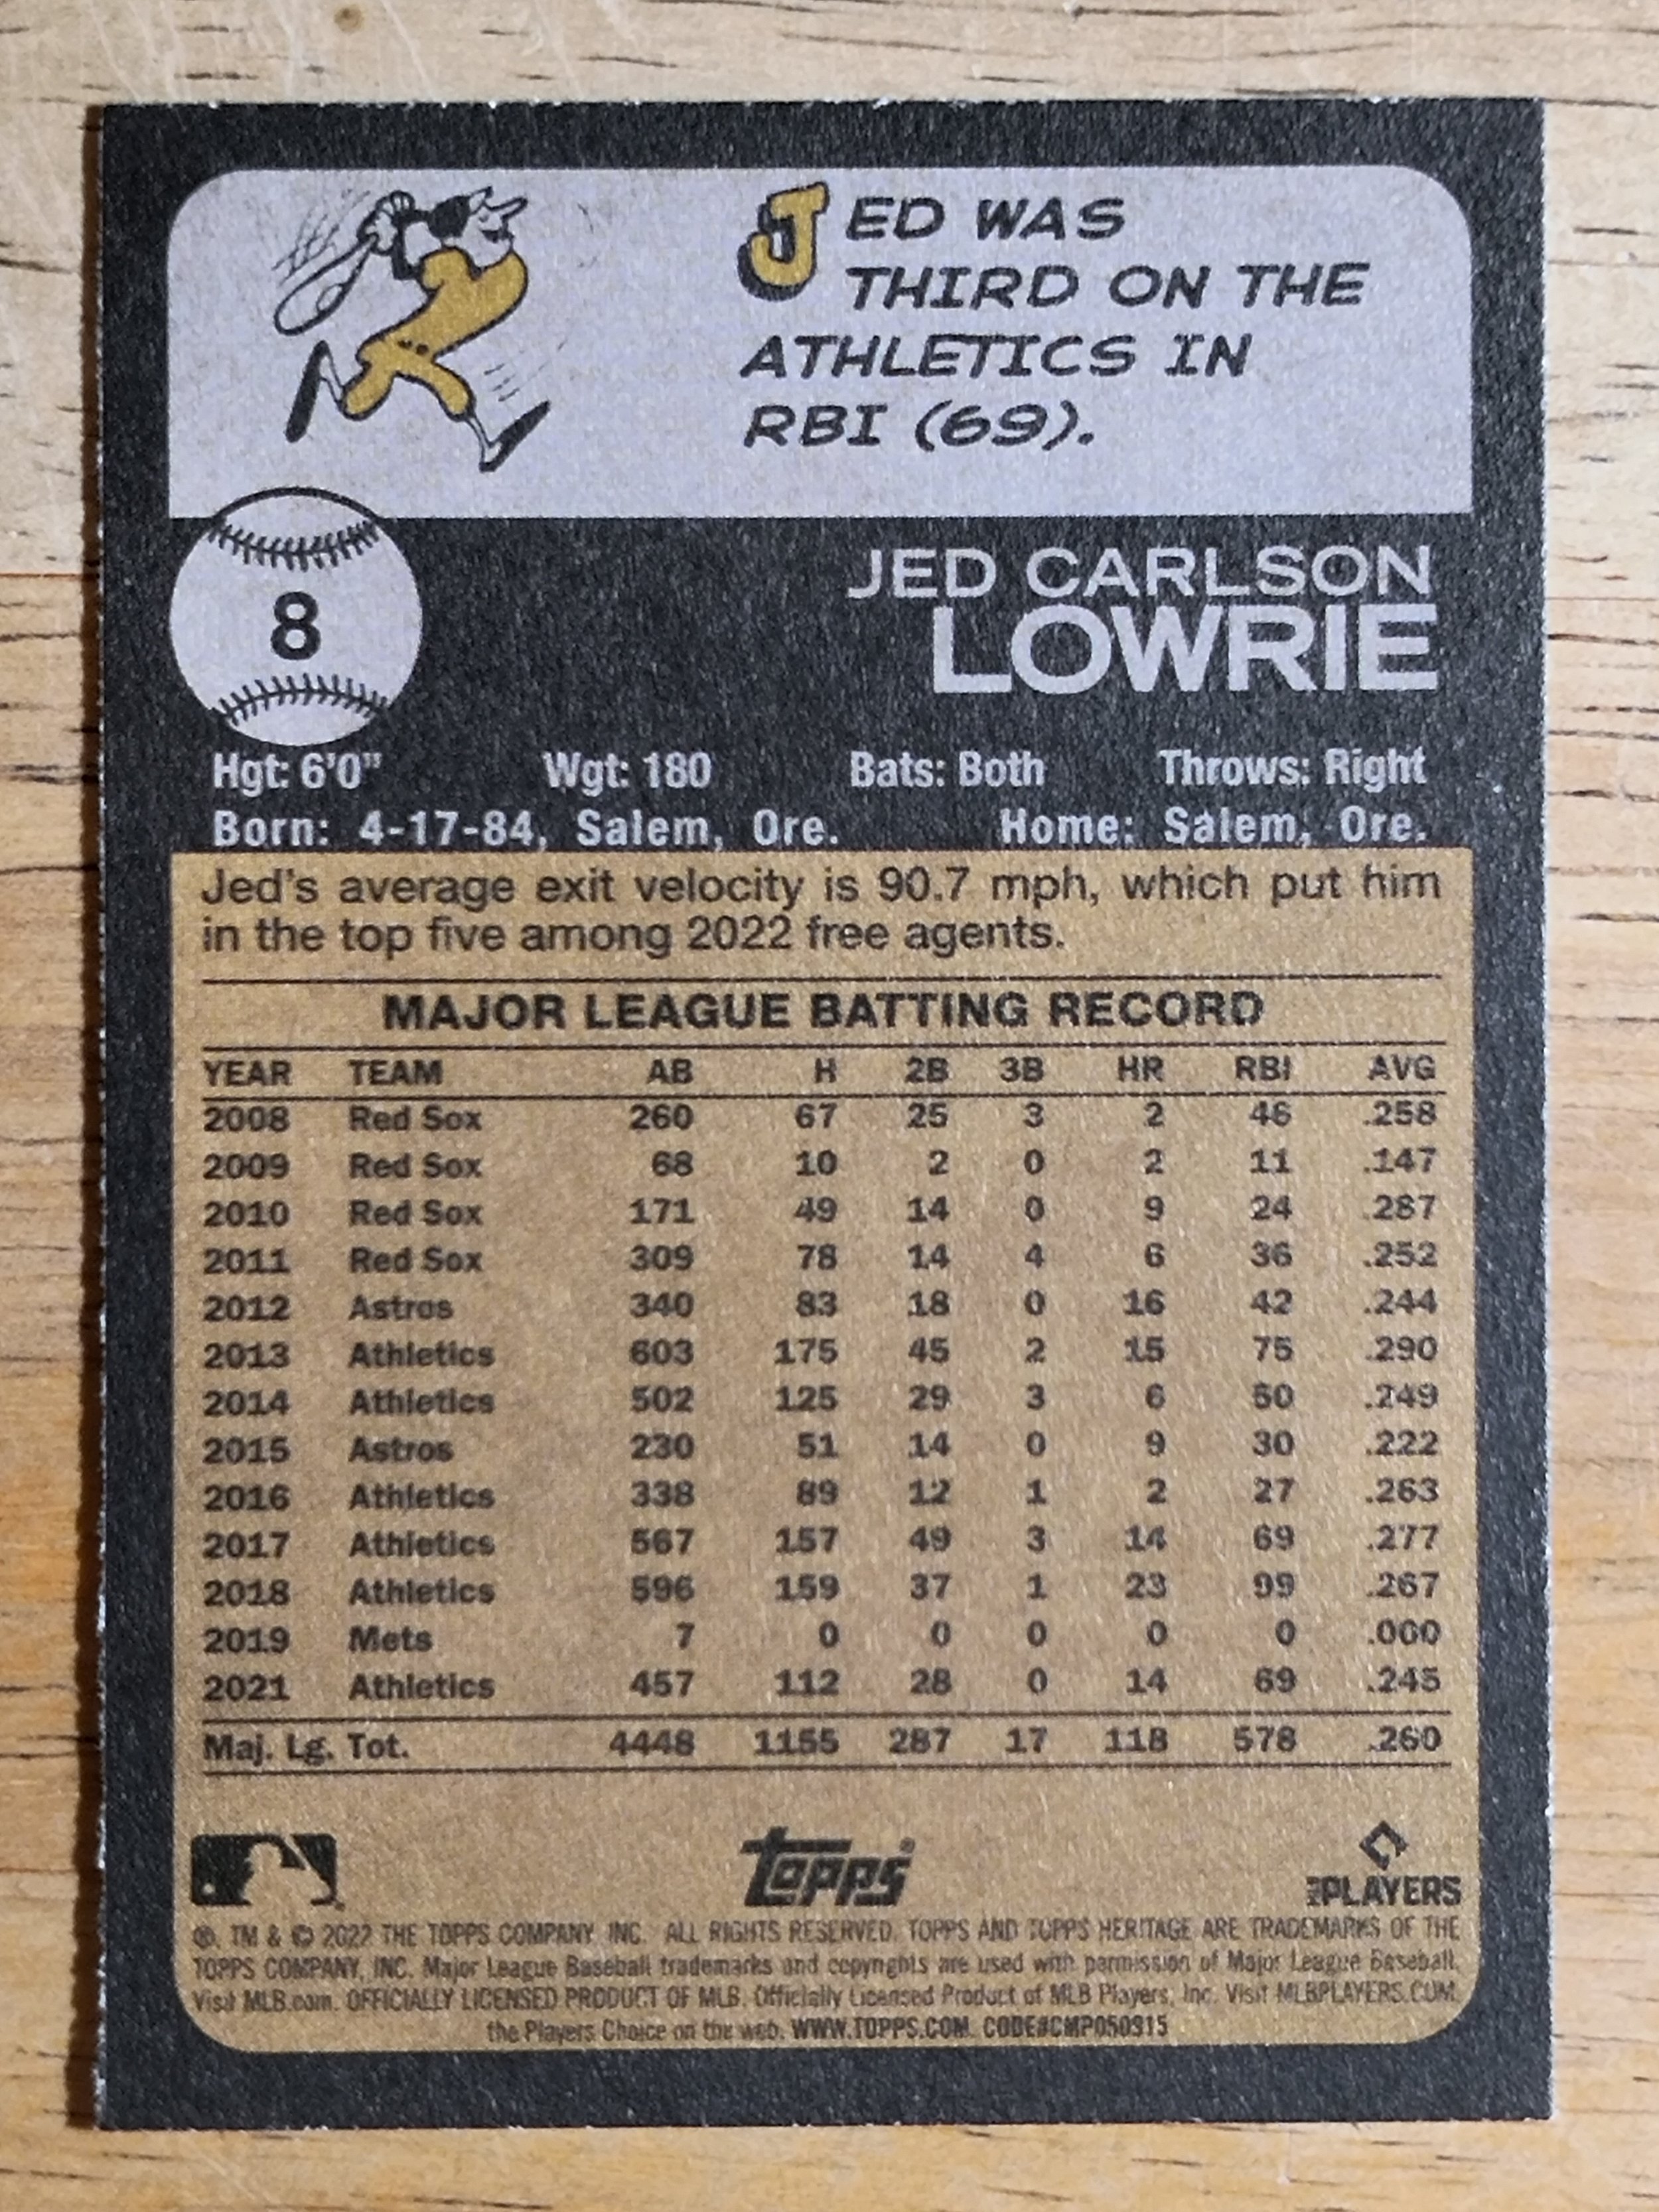 JED WAS
THIRD ON THE
ATHLETICS IN
RBI (69).
8
JED CARLSON
LOWRIE
Hgt: 6'0" Wgt: 180 Bats: Both Throws: Right
Born: 4-17-84, Salem, Ore. Home: Salem, Ore.
Jed's average exit velocity is 90.7 mph, which put him
in the top five among 2022 free agents.
MAJOR LEAGUE BATTING RECORD
YEAR TEAM AB H 2B 3B HR RBI AVG
2008 Red Sox 260 67 25 3 2 46 .258
2009 Red Sox 68 10 2 0 2 11 .147
2010 Red Sox 171 49 14 0 9 24 .287
2011 Red Sox 309 78 14 4 6 36 .252
2012 Astros 340 83 18 0 16 42 .244
2013 Athletics 603 175 45 2 15 75 .290
2014 Athletics 502 125 29 3 6 50 .249
2015 Astros 230 51 14 0 9 30 .222
2016 Athletics 338 89 12 1 2 27 .263
2017 Athletics 567 157 49 3 14 69 .277
2018 Athletics 596 159 37 1 23 99 .267
2019 Mets 7 0 0 0 0 0 .000
2021 Athletics 457 112 28 0 14 69 .245
Maj. Lg. Tot. 4448 1155 287 17 118 578 .260
topps
MLB PLAYERS
®, TM & © 2022 THE TOPPS COMPANY, INC. ALL RIGHTS RESERVED. TOPPS AND TOPPS HERITAGE ARE TRADEMARKS OF THE
TOPPS COMPANY, INC. Major League Baseball trademarks and copyrights are used with permission of Major League Baseball.
Visit MLB.com. OFFICIALLY LICENSED PRODUCT OF MLB. Officially Licensed Product of MLB Players, Inc. Visit MLBPLAYERS.COM,
the Players Choice on the web. WWW.TOPPS.COM. CODE#CMP050915